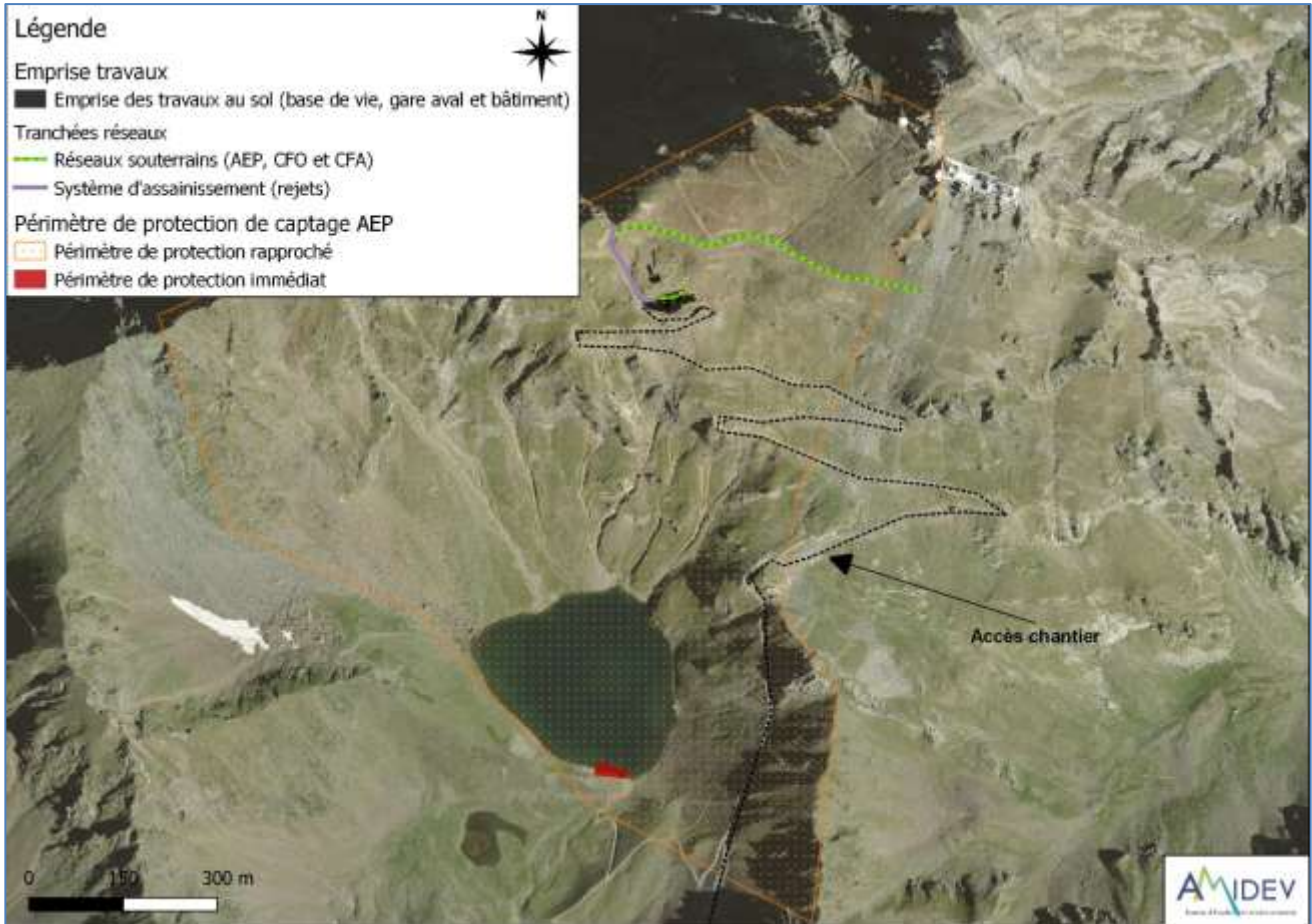 Légende
N
Emprise travaux
Emprise des travaux au sol (base de vie, gare aval et bâtiment)
Tranchées réseaux
Réseaux souterrains (AEP, CFO et CFA)
Système d'assainissement (rejets)
Périmètre de protection de captage AEP
Périmètre de protection rapproché
Périmètre de protection immédiat
Accès chantier
0 150 300 m
AMIDEV